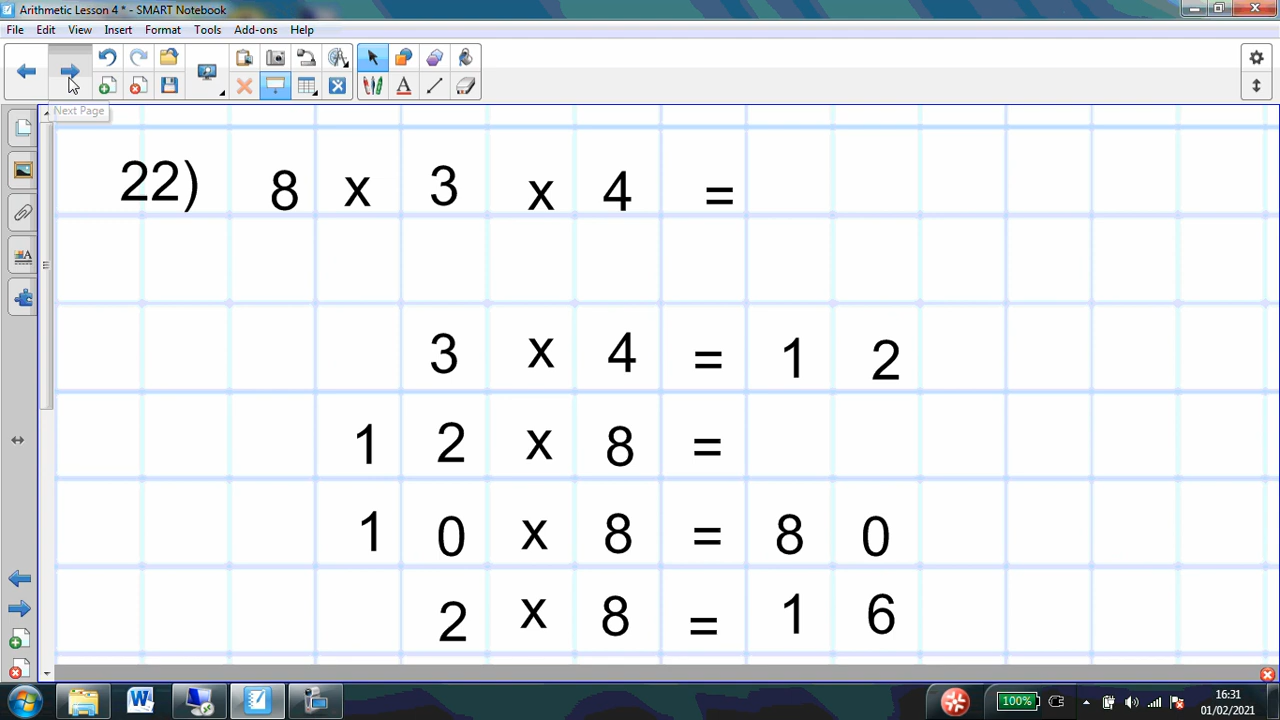 Arithmetic Lesson 4 * - SMART Notebook
File Edit View Insert Format Tools Add-ons Help
Next Page
22) 8 x 3 x 4 =
3 x 4 = 1 2
1 2 x 8 =
1 0 x 8 = 8 0
2 x 8 = 1 6
100%
16:31
01/02/2021